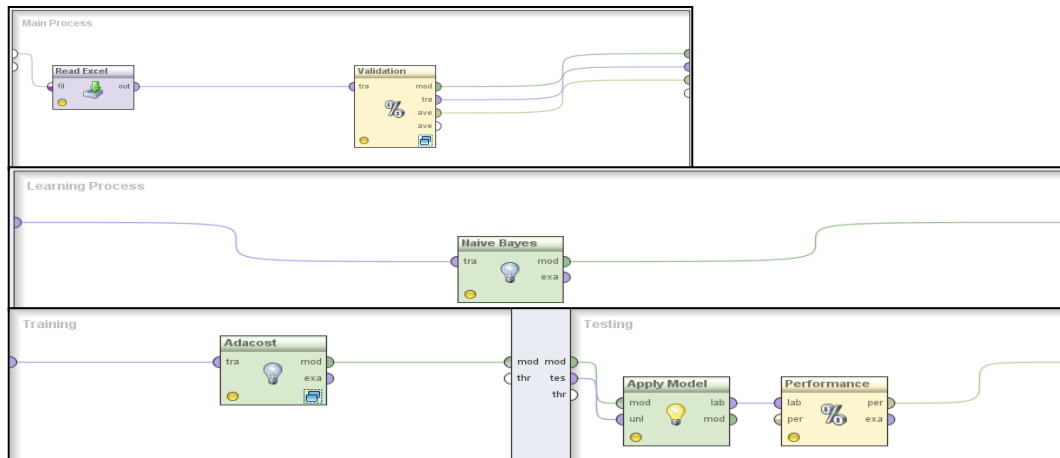 Main Process
Read Excel
fil out
Validation
tra mod
tra
ave
ave
%
Learning Process
Naive Bayes
tra mod
exa
Training
Adacost
tra mod
exa
mod mod
thr tes
thr
Testing
Apply Model
mod lab
unl mod
Performance
lab per
per exa
%